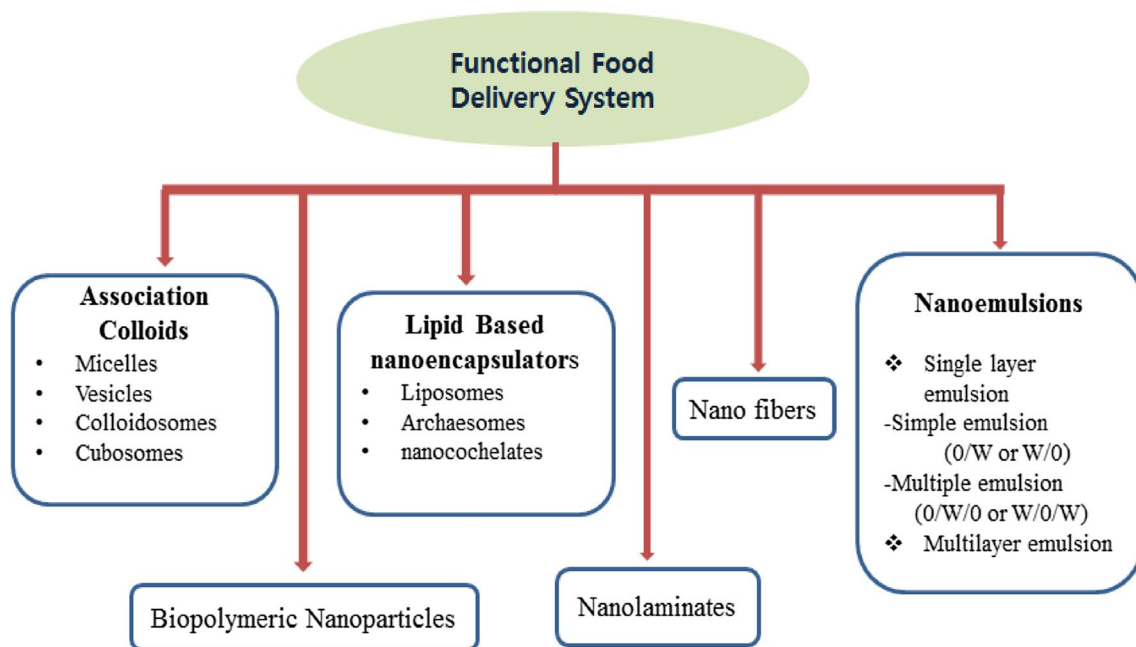 Functional Food
Delivery System
Association
Colloids
• Micelles
• Vesicles
• Colloidosomes
• Cubosomes
Lipid Based
nanoencapsulators
• Liposomes
• Archaesomes
• nanocochelates
Nano fibers
Nanoemulsions
❖ Single layer
emulsion
-Simple emulsion
(0/W or W/0)
-Multiple emulsion
(0/W/0 or W/0/W)
❖ Multilayer emulsion
Biopolymeric Nanoparticles
Nanolaminates